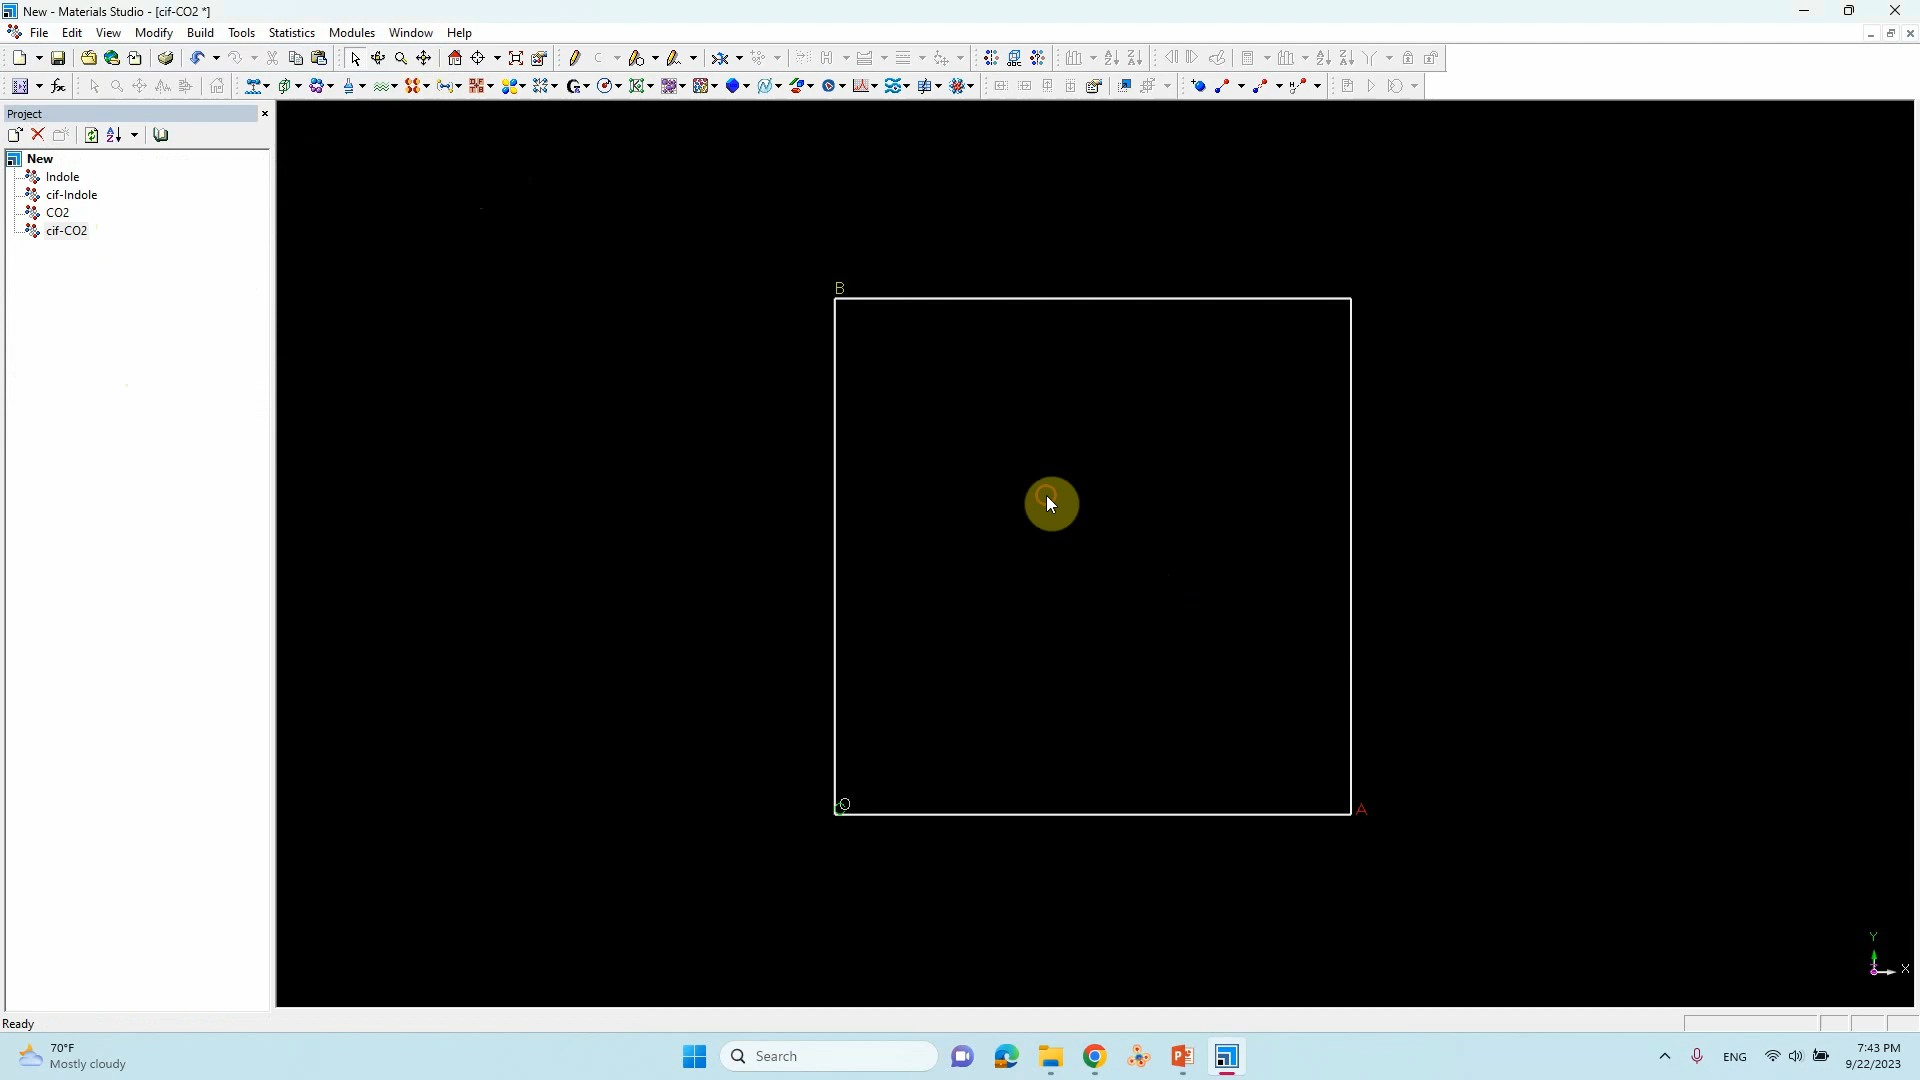 New - Materials Studio - [cif-CO2 *]
File Edit View Modify Build Tools Statistics Modules Window Help
Project
New
Indole
cif-Indole
CO2
cif-CO2
B
O
A
Y
X
Ready
70°F
Mostly cloudy
Search
ENG
7:43 PM
9/22/2023